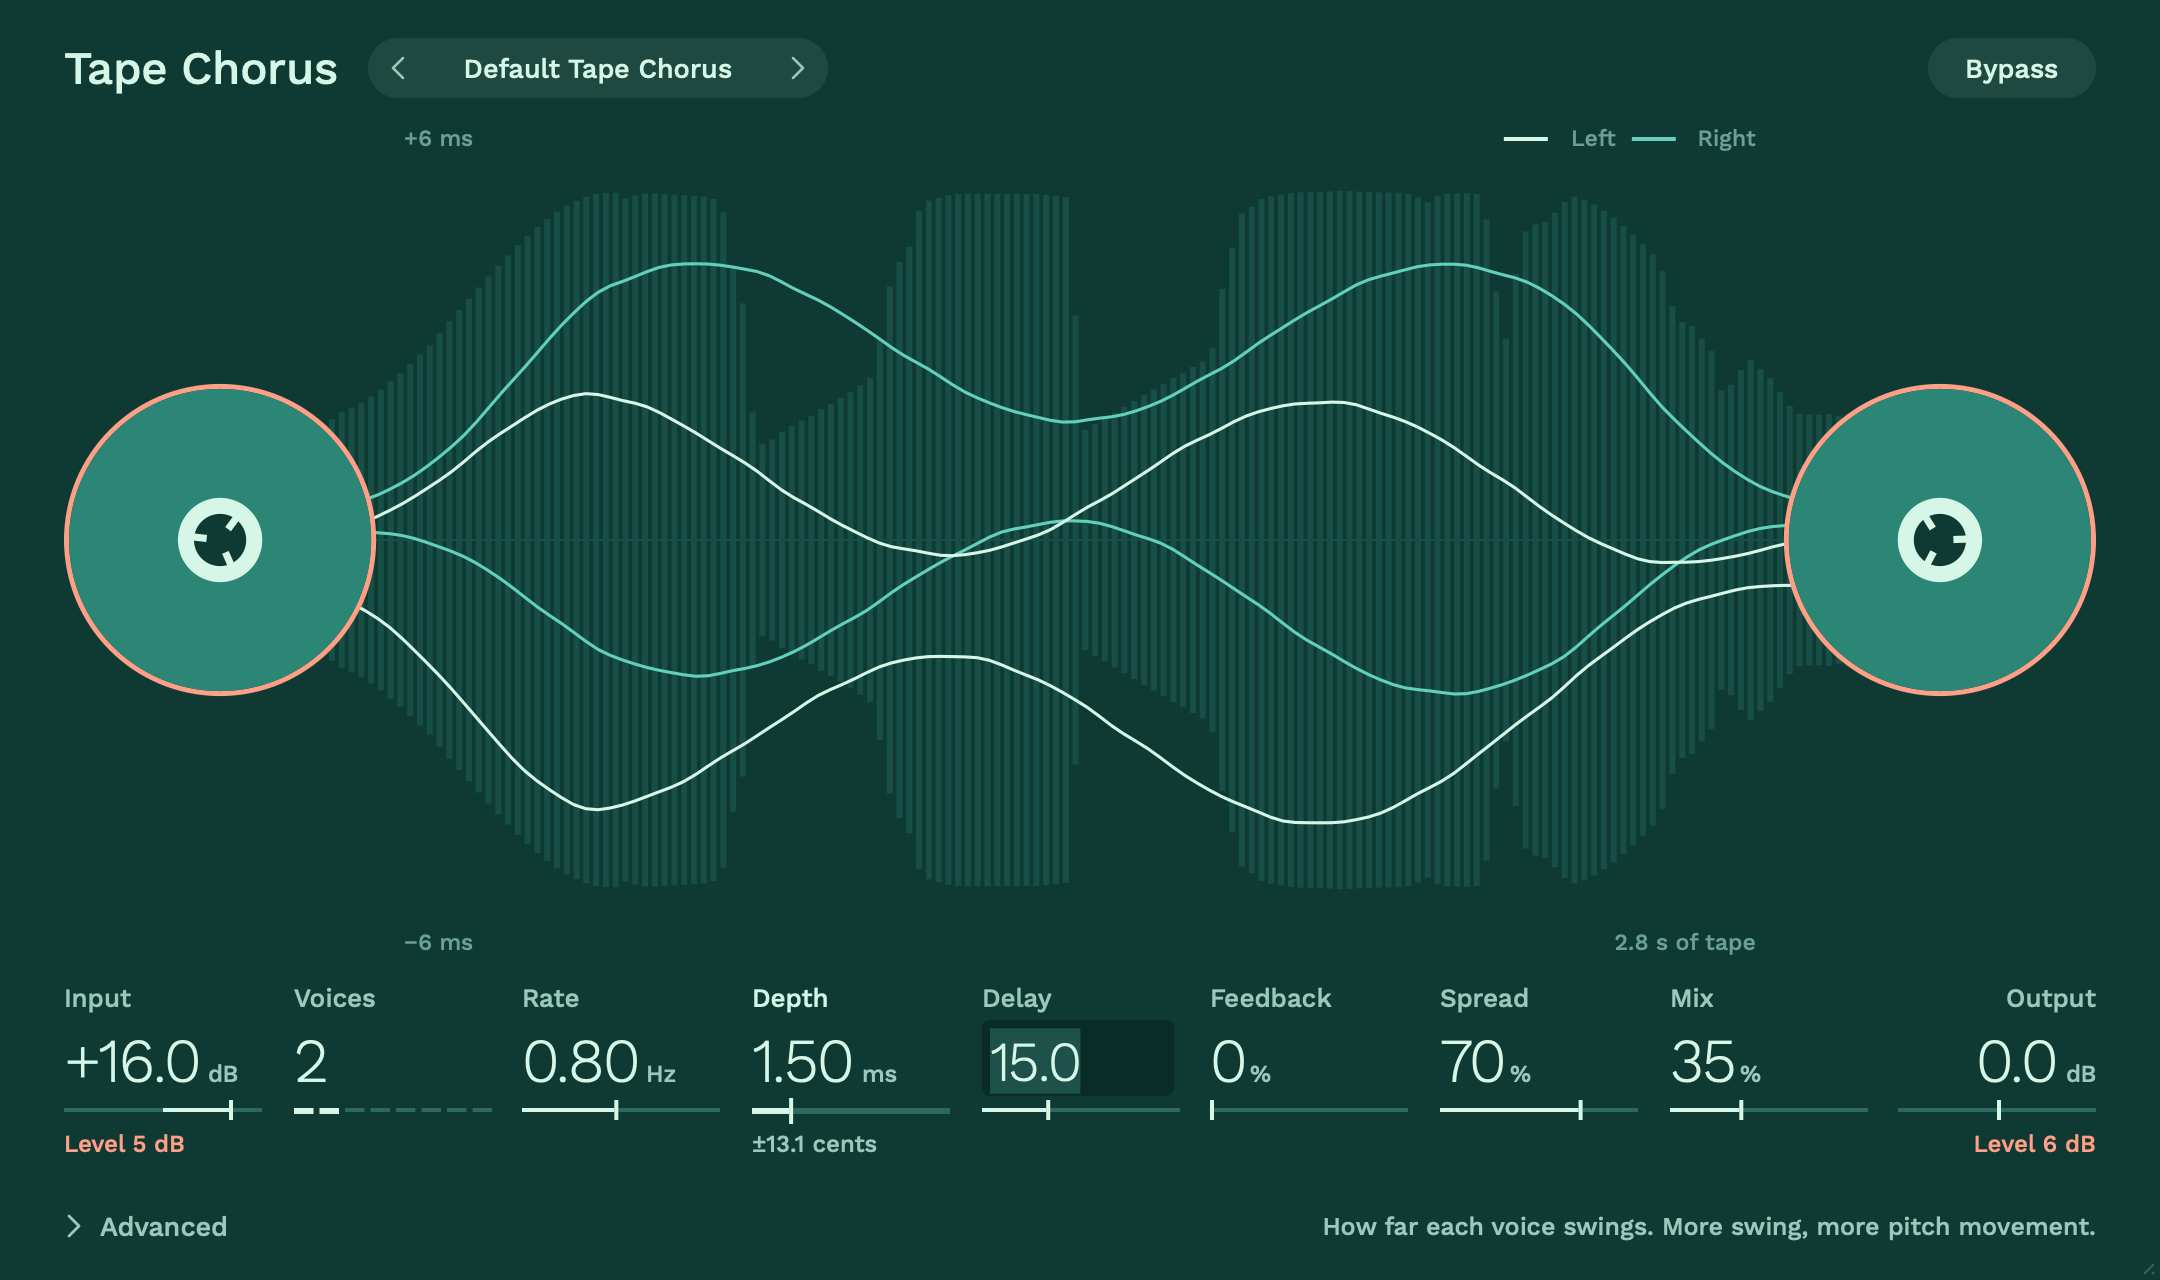 Tape Chorus
Default Tape Chorus
Bypass
+6 ms
Left
Right
−6 ms
2.8 s of tape
Input
Voices
Rate
Depth
Delay
Feedback
Spread
Mix
Output
+16.0 dB
2
0.80 Hz
1.50 ms
15.0
0 %
70 %
35 %
0.0 dB
Level 5 dB
±13.1 cents
Level 6 dB
Advanced
How far each voice swings. More swing, more pitch movement.